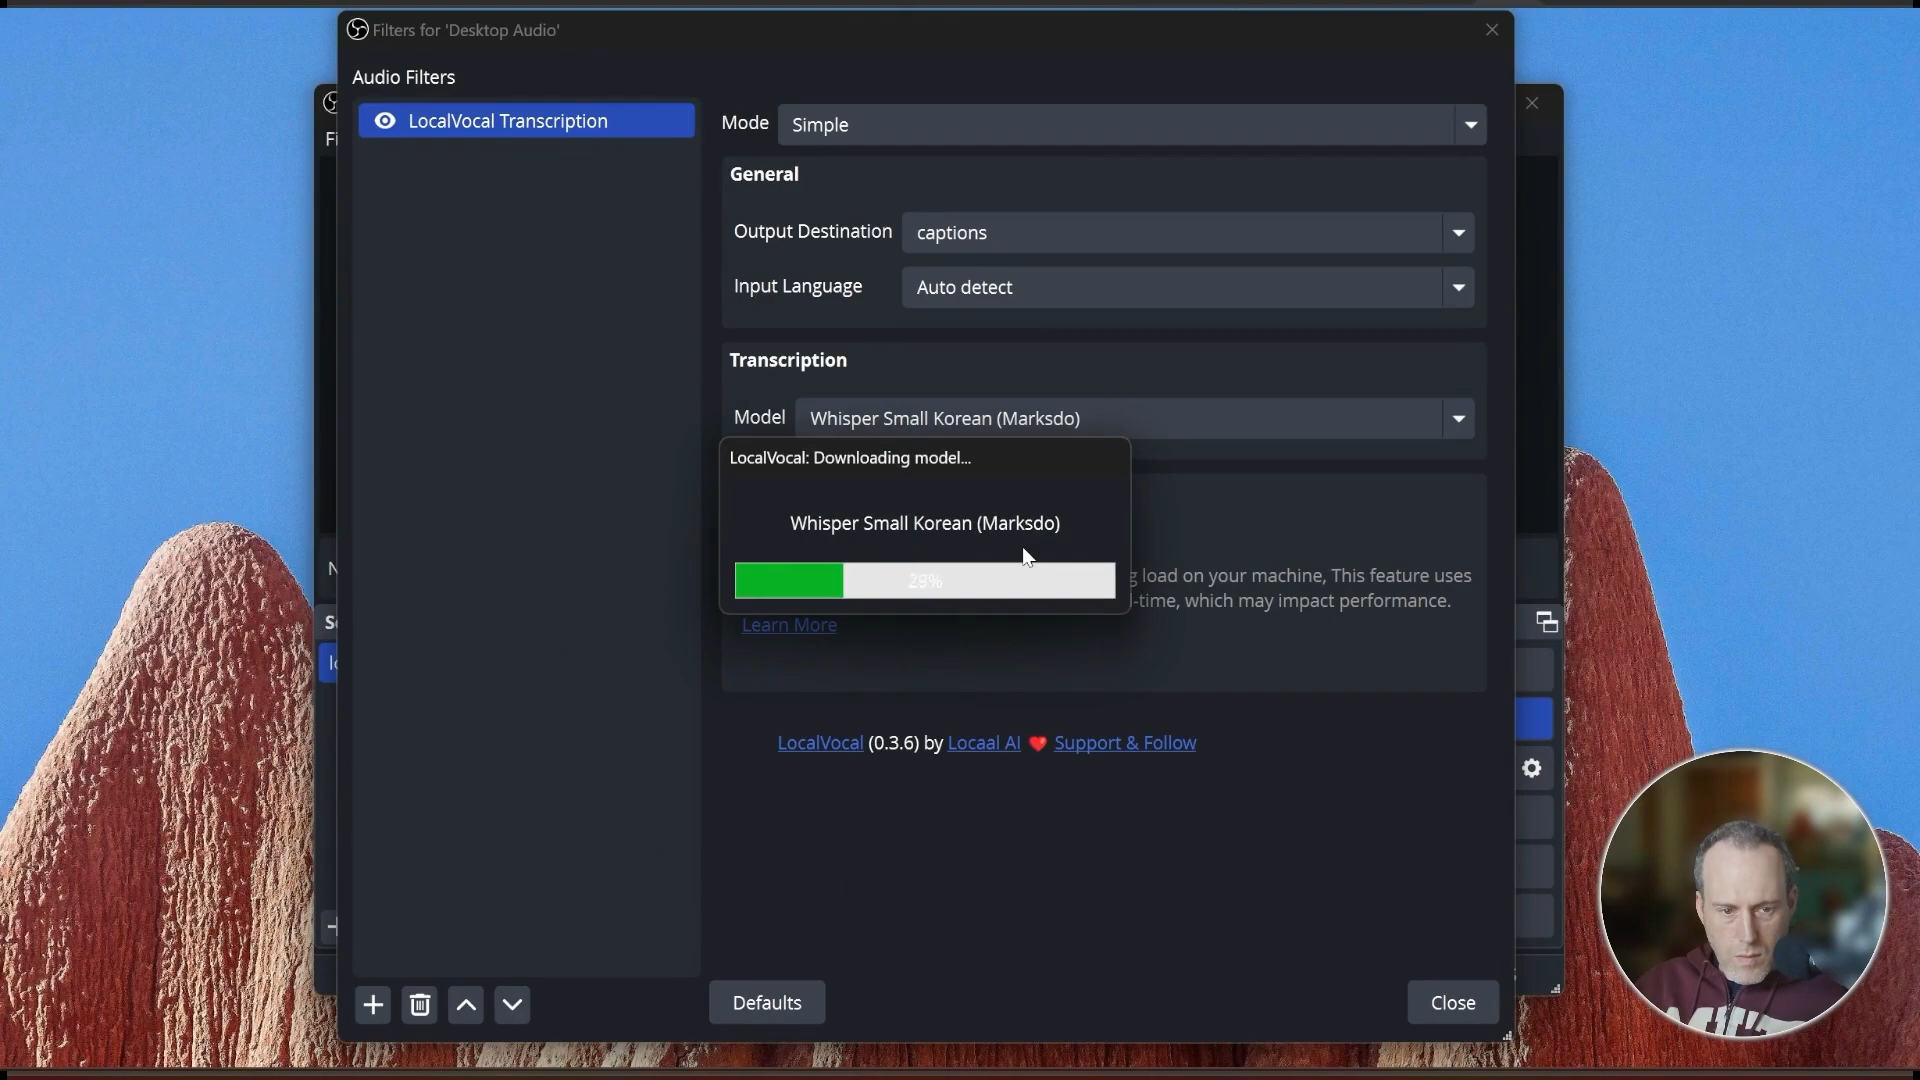 Filters for 'Desktop Audio'
Audio Filters
LocalVocal Transcription
Mode Simple
General
Output Destination captions
Input Language Auto detect
Transcription
Model Whisper Small Korean (Marksdo)
LocalVocal: Downloading model...
Whisper Small Korean (Marksdo)
29%
load on your machine, This feature uses
-time, which may impact performance.
Learn More
LocalVocal (0.3.6) by Locaal AI ❤ Support & Follow
Defaults
Close